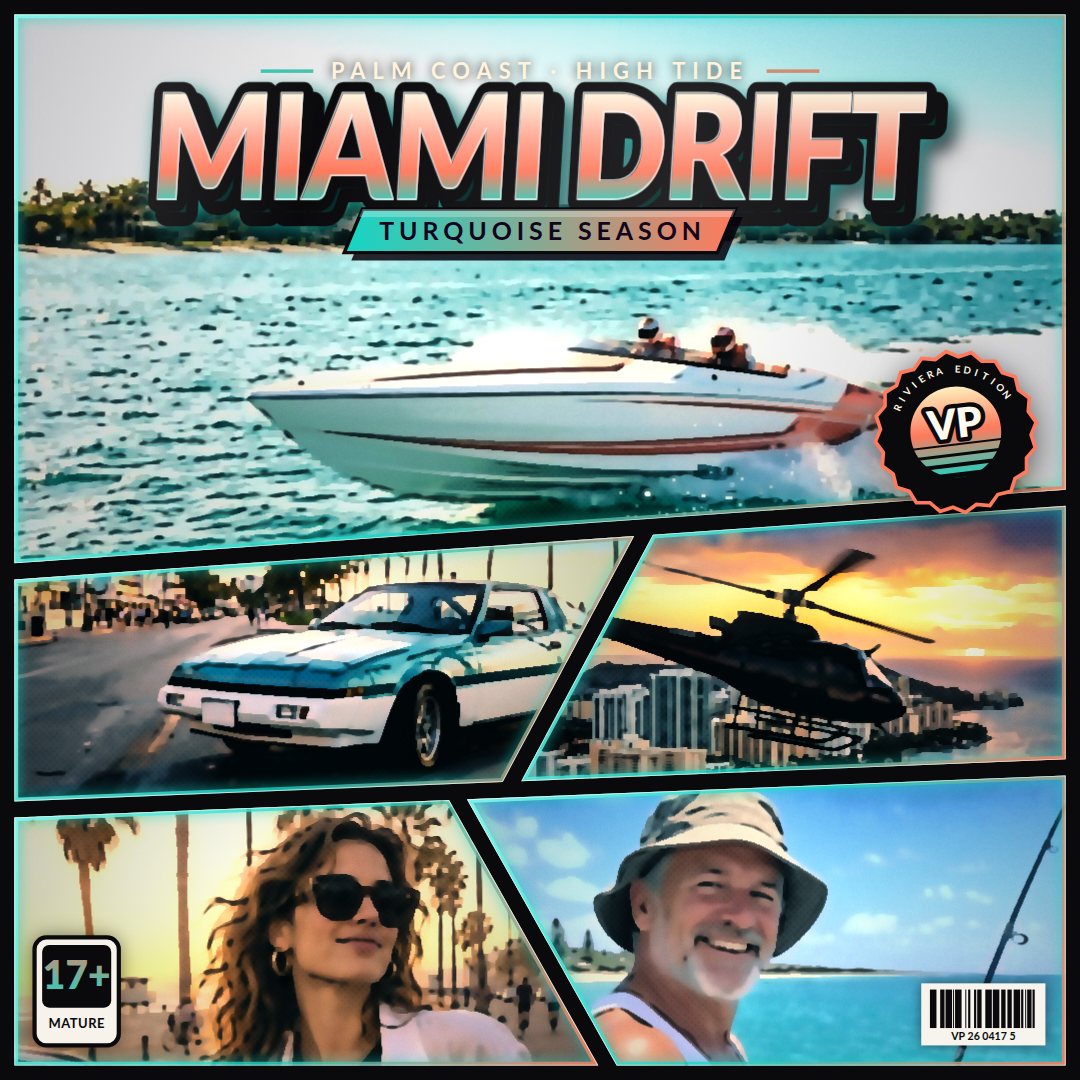 PALM COAST · HIGH TIDE
MIAMI DRIFT
TURQUOISE SEASON
RIVIERA EDITION
VP
17+
MATURE
VP 26 0417 5